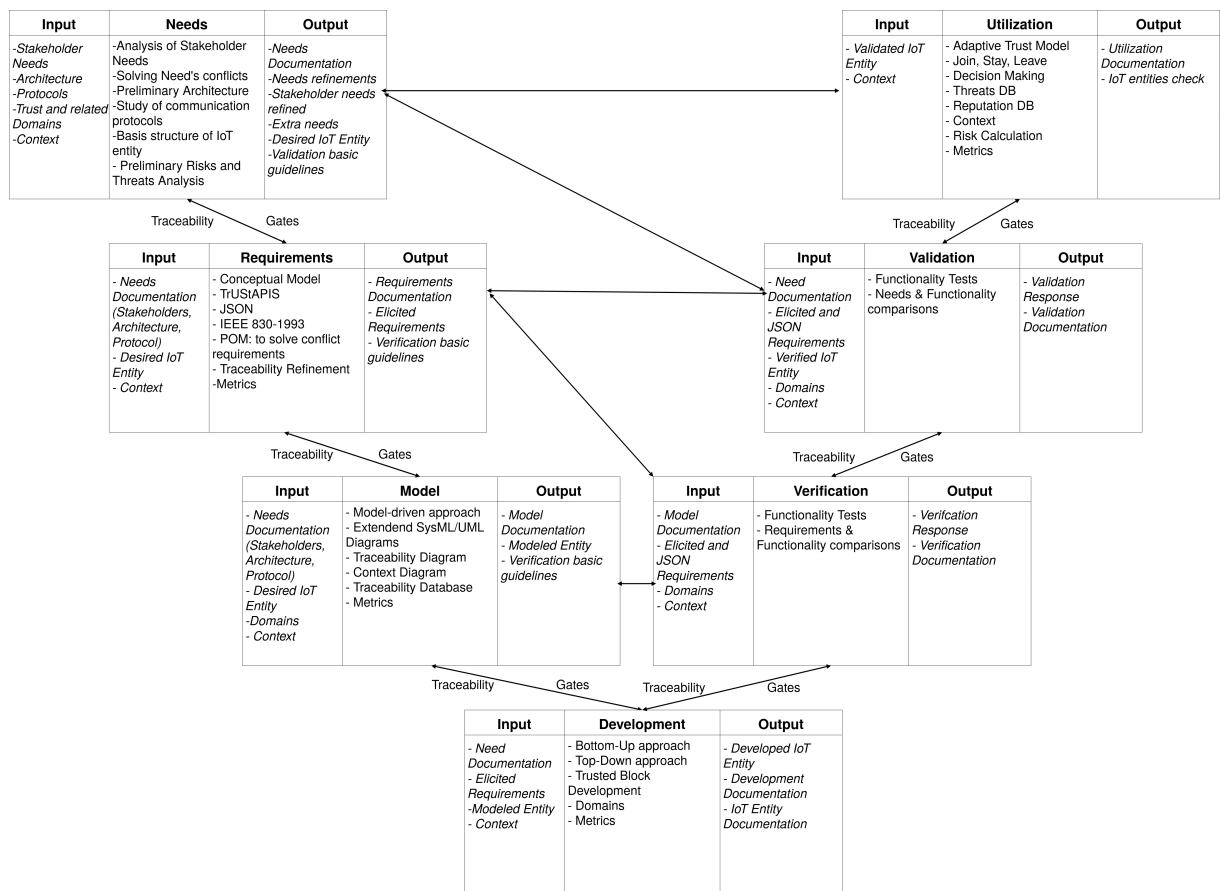 Input
Needs
Output
-Stakeholder
Needs
-Architecture
-Protocols
-Trust and related
Domains
-Context
-Analysis of Stakeholder
Needs
-Solving Need's conflicts
-Preliminary Architecture
-Study of communication
protocols
-Basis structure of IoT
entity
- Preliminary Risks and
Threats Analysis
-Needs
Documentation
-Needs refinements
-Stakeholder needs
refined
-Extra needs
-Desired IoT Entity
-Validation basic
guidelines
Input
Utilization
Output
- Validated IoT
Entity
- Context
- Adaptive Trust Model
- Join, Stay, Leave
- Decision Making
- Threats DB
- Reputation DB
- Context
- Risk Calculation
- Metrics
- Utilization
Documentation
- IoT entities check
Traceability
Gates
Traceability
Gates
Input
Requirements
Output
- Needs
Documentation
(Stakeholders,
Architecture,
Protocol)
- Desired IoT
Entity
- Context
- Conceptual Model
- TrUStAPIS
- JSON
- IEEE 830-1993
- POM: to solve conflict
requirements
- Traceability Refinement
-Metrics
- Requirements
Documentation
- Elicited
Requirements
- Verification basic
guidelines
Input
Validation
Output
- Need
Documentation
- Elicited and
JSON
Requirements
- Verified IoT
Entity
- Domains
- Context
- Functionality Tests
- Needs & Functionality
comparisons
- Validation
Response
- Validation
Documentation
Traceability
Gates
Traceability
Gates
Input
Model
Output
- Needs
Documentation
(Stakeholders,
Architecture,
Protocol)
- Desired IoT
Entity
-Domains
- Context
- Model-driven approach
- Extendend SysML/UML
Diagrams
- Traceability Diagram
- Context Diagram
- Traceability Database
- Metrics
- Model
Documentation
- Modeled Entity
- Verification basic
guidelines
Input
Verification
Output
- Model
Documentation
- Elicited and
JSON
Requirements
- Domains
- Context
- Functionality Tests
- Requirements &
Functionality comparisons
- Verifcation
Response
- Verification
Documentation
Traceability
Gates
Traceability
Gates
Input
Development
Output
- Need
Documentation
- Elicited
Requirements
-Modeled Entity
- Context
- Bottom-Up approach
- Top-Down approach
- Trusted Block
Development
- Domains
- Metrics
- Developed IoT
Entity
- Development
Documentation
- IoT Entity
Documentation